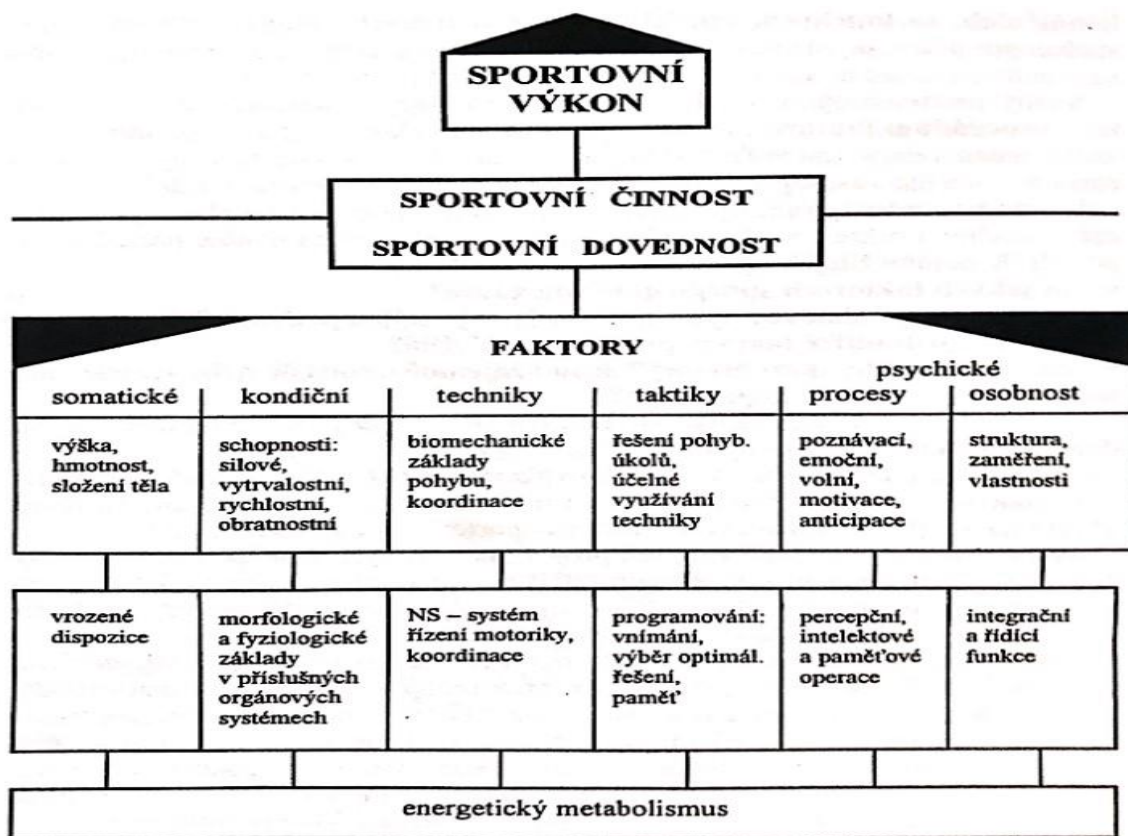 SPORTOVNÍ
VÝKON
SPORTOVNÍ ČINNOST
SPORTOVNÍ DOVEDNOST
FAKTORY
psychické
somatické
kondiční
techniky
taktiky
procesy
osobnost
výška,
hmotnost,
složení těla
schopnosti:
silové,
vytrvalostní,
rychlostní,
obratnostní
biomechanické
základy
pohybu,
koordinace
řešení pohyb.
úkolů,
účelné
využívání
techniky
poznávací,
emoční,
volní,
motivace,
anticipace
struktura,
zaměření,
vlastnosti
vrozené
dispozice
morfologické
a fyziologické
základy
v příslušných
orgánových
systémech
NS – systém
řízení motoriky,
koordinace
programování:
vnímání,
výběr optimál.
řešení,
paměť
percepční,
intelektové
a paměťové
operace
integrační
a řídící
funkce
energetický metabolismus